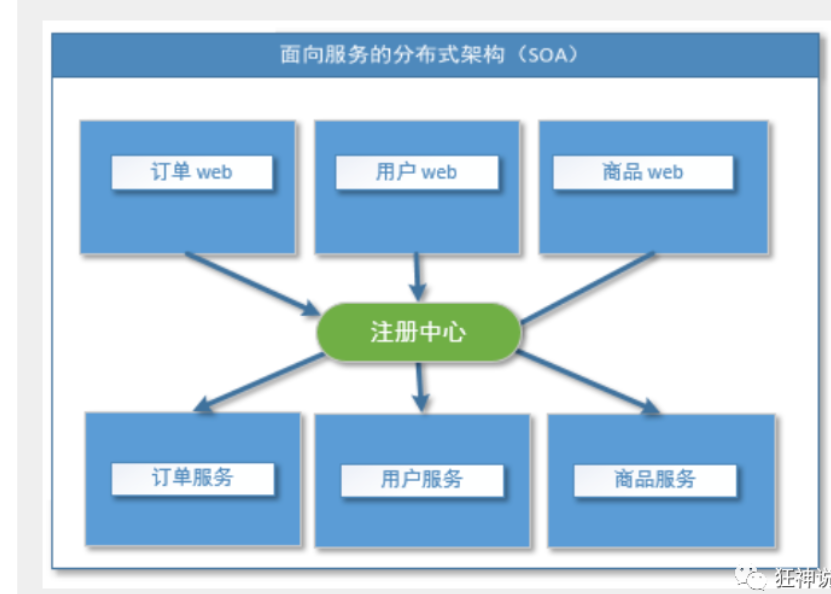 面向服务的分布式架构（SOA）
订单 web
用户 web
商品 web
注册中心
订单服务
用户服务
商品服务
狂神说